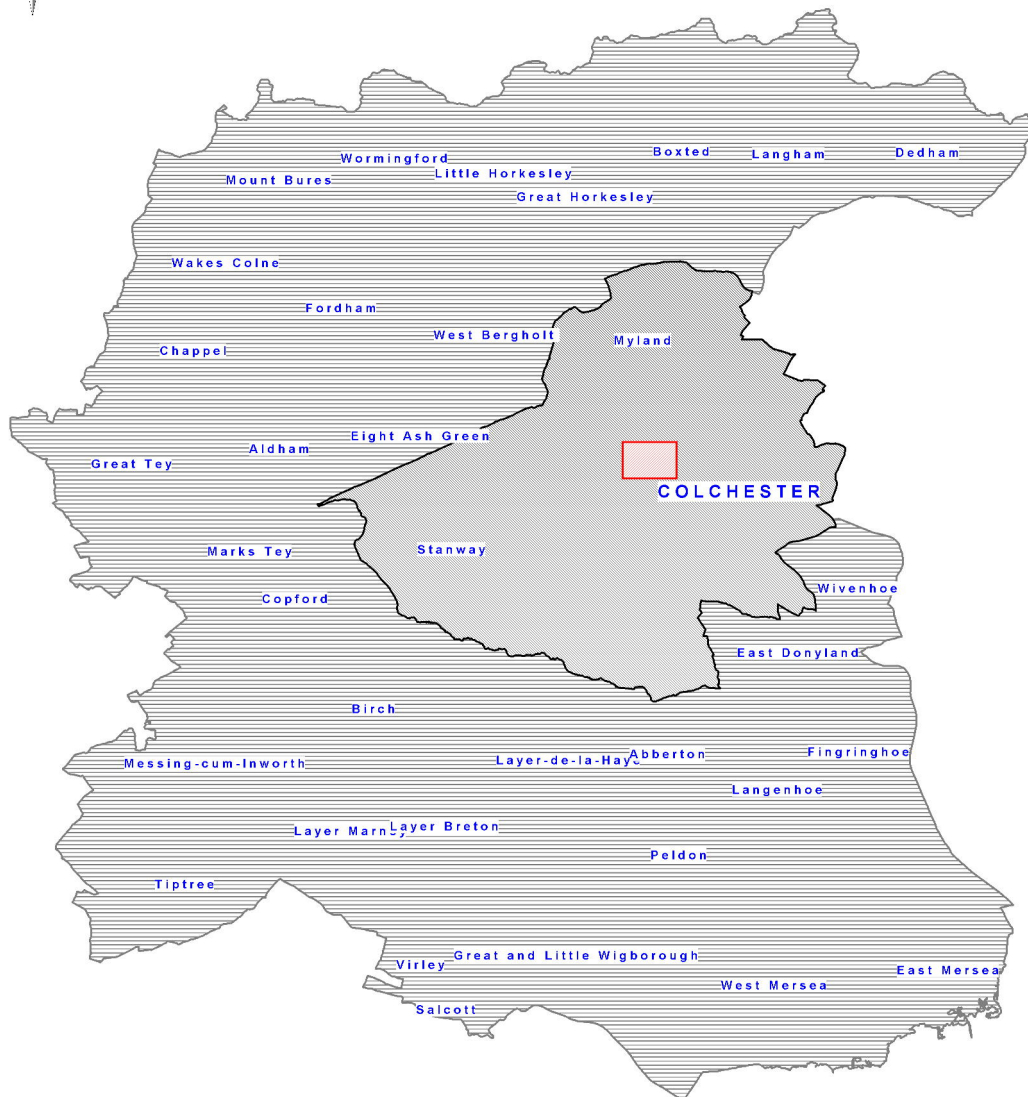 Boxted
Langham
Dedham
Wormingford
Little Horkesley
Mount Bures
Great Horkesley
Wakes Colne
Fordham
West Bergholt
Myland
Chappel
Eight Ash Green
Aldham
Great Tey
COLCHESTER
Stanway
Marks Tey
Wivenhoe
Copford
East Donyland
Birch
Fingringhoe
Abberton
Layer-de-la-Haye
Messing-cum-Inworth
Langenhoe
Layer Breton
Layer Marney
Peldon
Tiptree
Great and Little Wigborough
Virley
East Mersea
West Mersea
Salcott